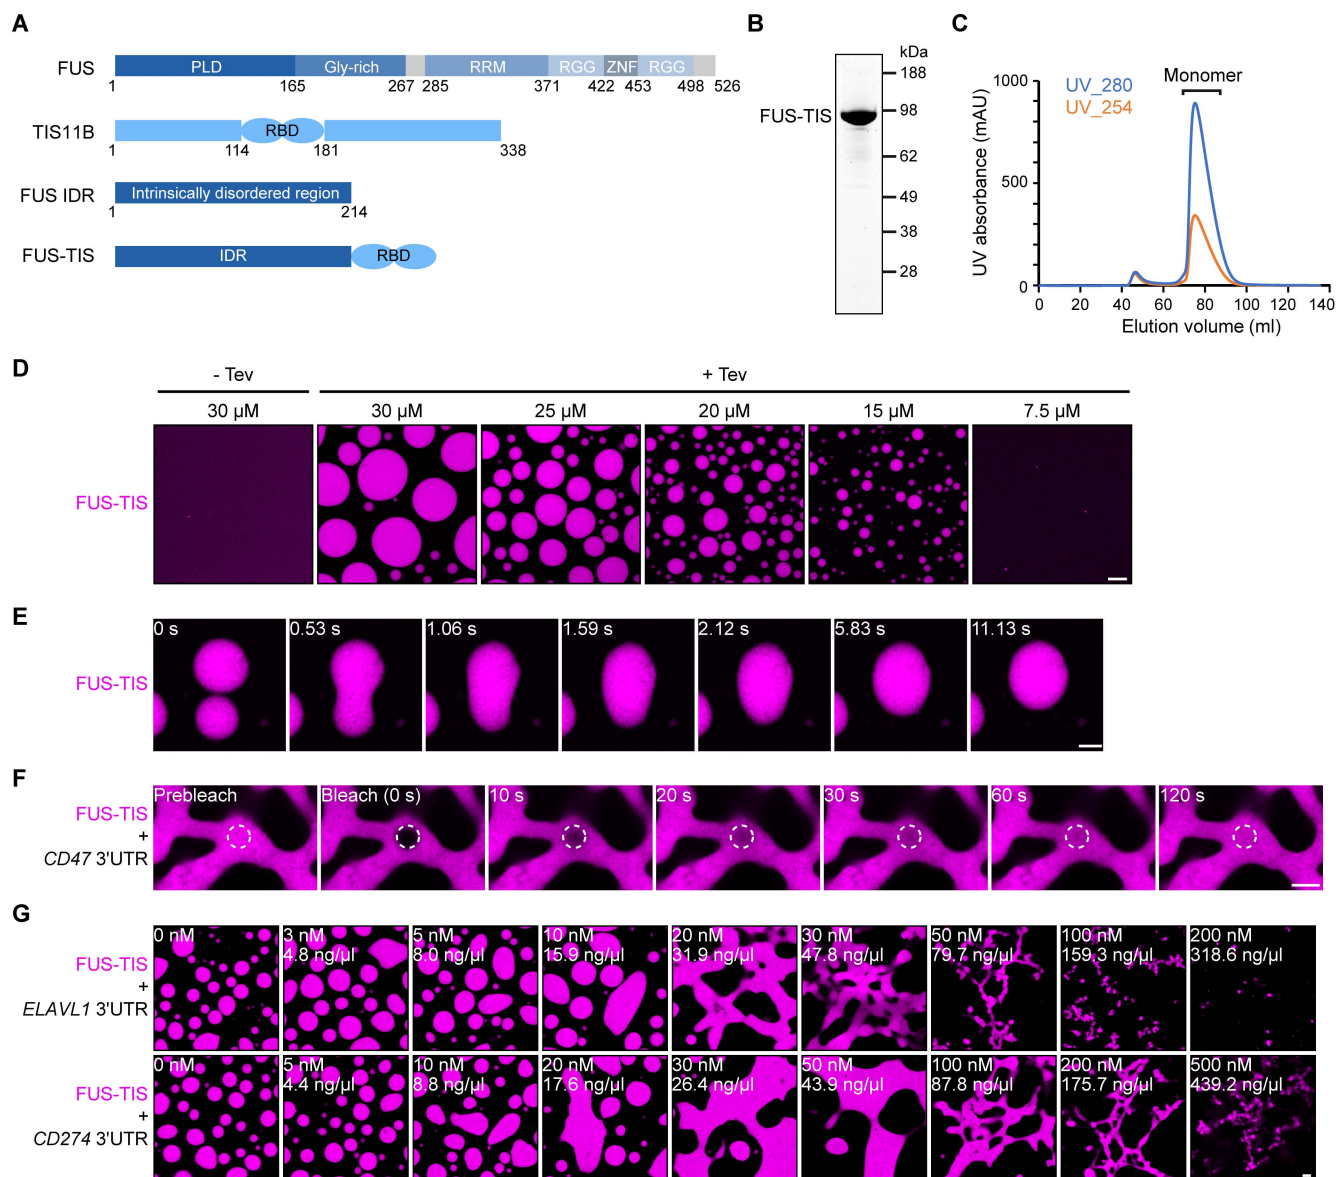 A
FUS
PLD
Gly-rich
RRM
RGG
ZNF
RGG
1
165
267
285
371
422
453
498
526
TIS11B
RBD
1
114
181
338
FUS IDR
Intrinsically disordered region
1
214
FUS-TIS
IDR
RBD
B
kDa
FUS-TIS
188
98
62
49
38
28
C
Monomer
UV_280
UV_254
UV absorbance (mAU)
1000
500
0
0 20 40 60 80 100 120 140
Elution volume (ml)
D
- Tev
+ Tev
30 µM
30 µM
25 µM
20 µM
15 µM
7.5 µM
FUS-TIS
E
FUS-TIS
0 s
0.53 s
1.06 s
1.59 s
2.12 s
5.83 s
11.13 s
F
FUS-TIS
+
CD47 3'UTR
Prebleach
Bleach (0 s)
10 s
20 s
30 s
60 s
120 s
G
FUS-TIS
+
ELAVL1 3'UTR
0 nM
3 nM
4.8 ng/µl
5 nM
8.0 ng/µl
10 nM
15.9 ng/µl
20 nM
31.9 ng/µl
30 nM
47.8 ng/µl
50 nM
79.7 ng/µl
100 nM
159.3 ng/µl
200 nM
318.6 ng/µl
FUS-TIS
+
CD274 3'UTR
0 nM
5 nM
4.4 ng/µl
10 nM
8.8 ng/µl
20 nM
17.6 ng/µl
30 nM
26.4 ng/µl
50 nM
43.9 ng/µl
100 nM
87.8 ng/µl
200 nM
175.7 ng/µl
500 nM
439.2 ng/µl